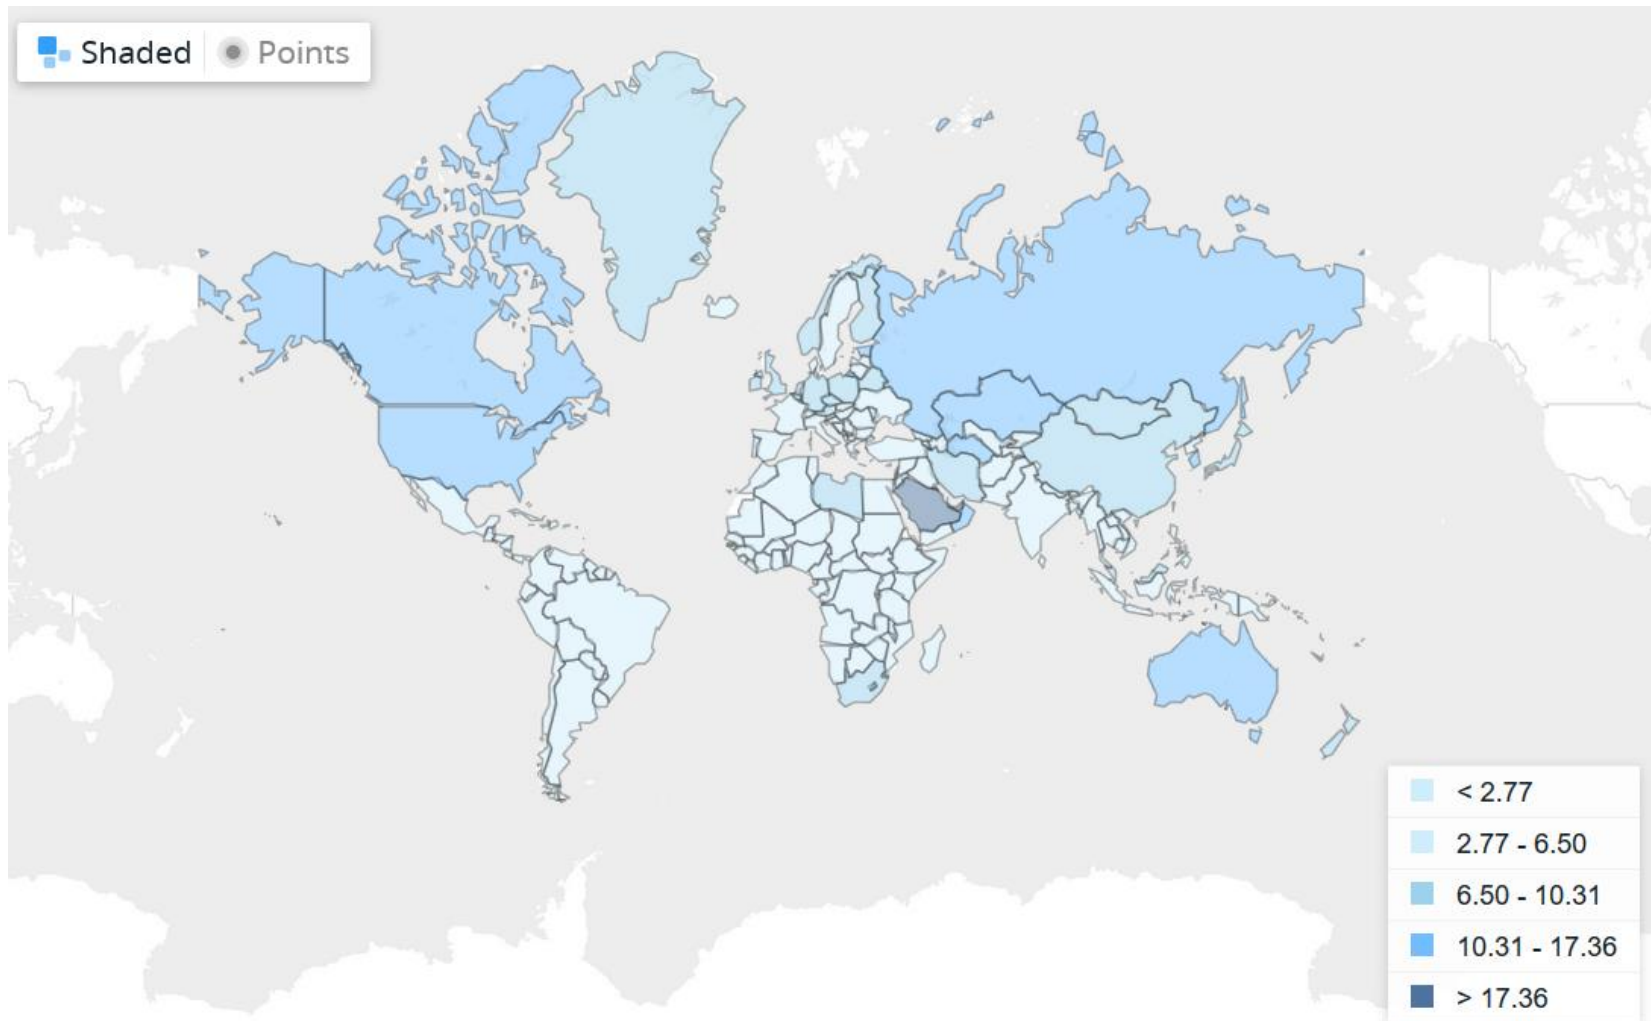 Shaded
Points
< 2.77
2.77 - 6.50
6.50 - 10.31
10.31 - 17.36
> 17.36